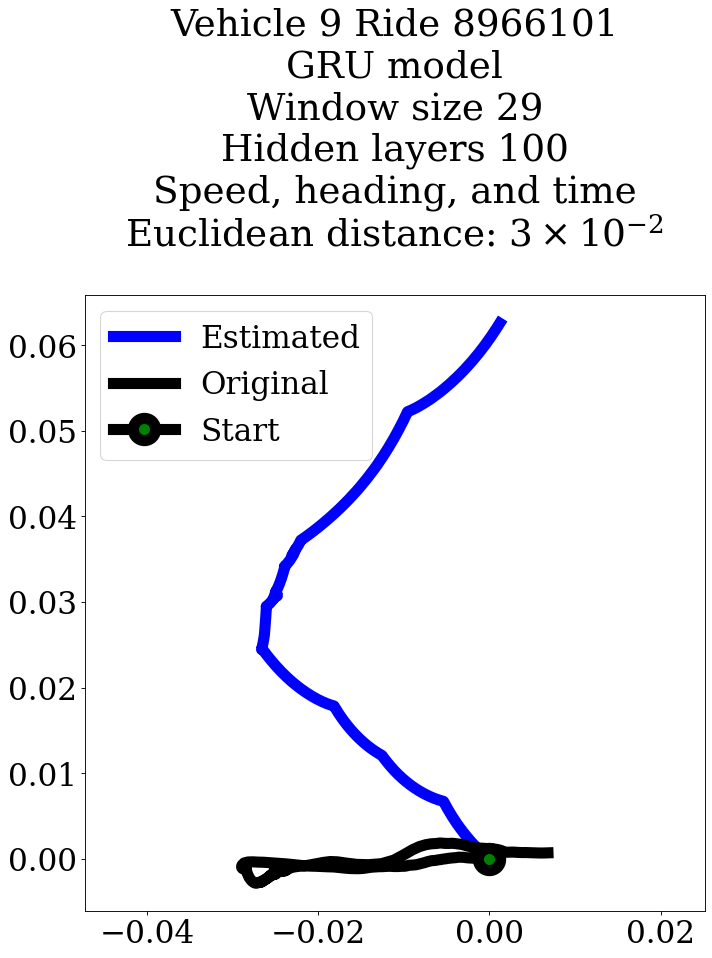 Vehicle 9 Ride 8966101
GRU model
Window size 29
Hidden layers 100
Speed, heading, and time
Euclidean distance: 3 × 10⁻²
Estimated
Original
Start
0.06
0.05
0.04
0.03
0.02
0.01
0.00
−0.04 −0.02 0.00 0.02